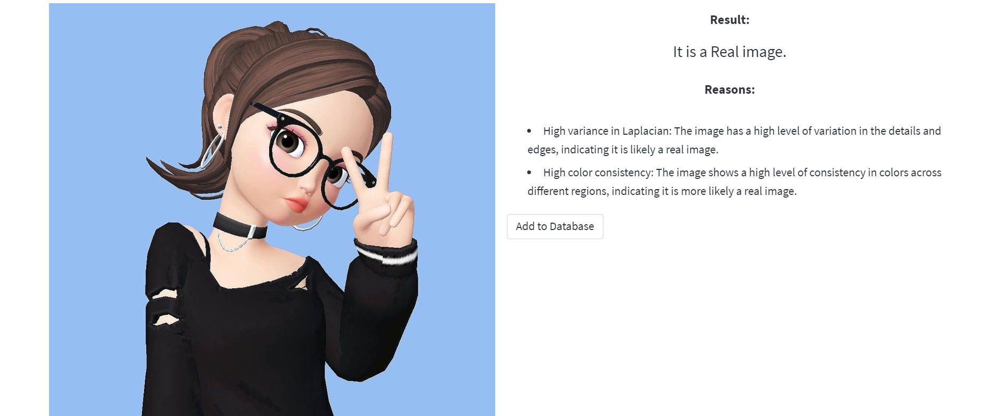 Result:
It is a Real image.
Reasons:
• High variance in Laplacian: The image has a high level of variation in the details and
edges, indicating it is likely a real image.
• High color consistency: The image shows a high level of consistency in colors across
different regions, indicating it is more likely a real image.
Add to Database